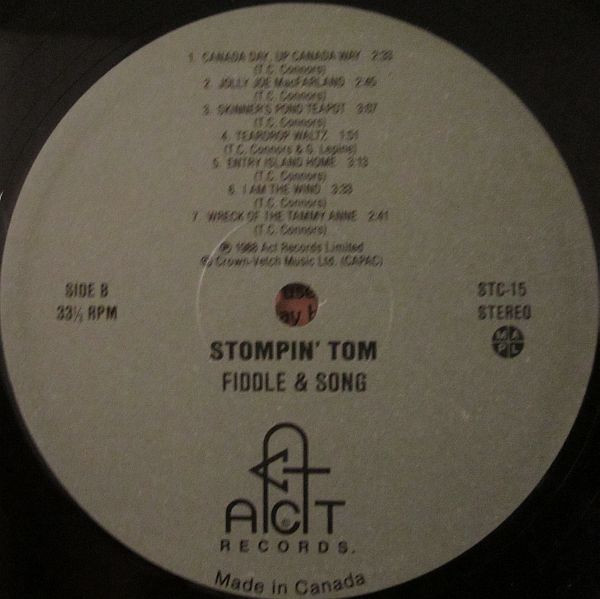 1. CANADA DAY, UP CANADA WAY 2:33
(T.C. Connors)
2. JOLLY JOE MacFARLAND 2:45
(T.C. Connors)
3. SKINNER'S POND TEAPOT 3:07
(T.C. Connors)
4. TEARDROP WALTZ 1:51
(T.C. Connors & G. Lepine)
5. ENTRY ISLAND HOME 3:13
(T.C. Connors)
6. I AM THE WIND 3:33
(T.C. Connors)
7. WRECK OF THE TAMMY ANNE 2:41
(T.C. Connors)
℗ 1988 Act Records Limited
© Crown-Vetch Music Ltd. (CAPAC)
SIDE B
33⅓ RPM
use
ay
STC-15
STEREO
M A
P L
STOMPIN' TOM
FIDDLE & SONG
ACT
RECORDS.
Made in Canada